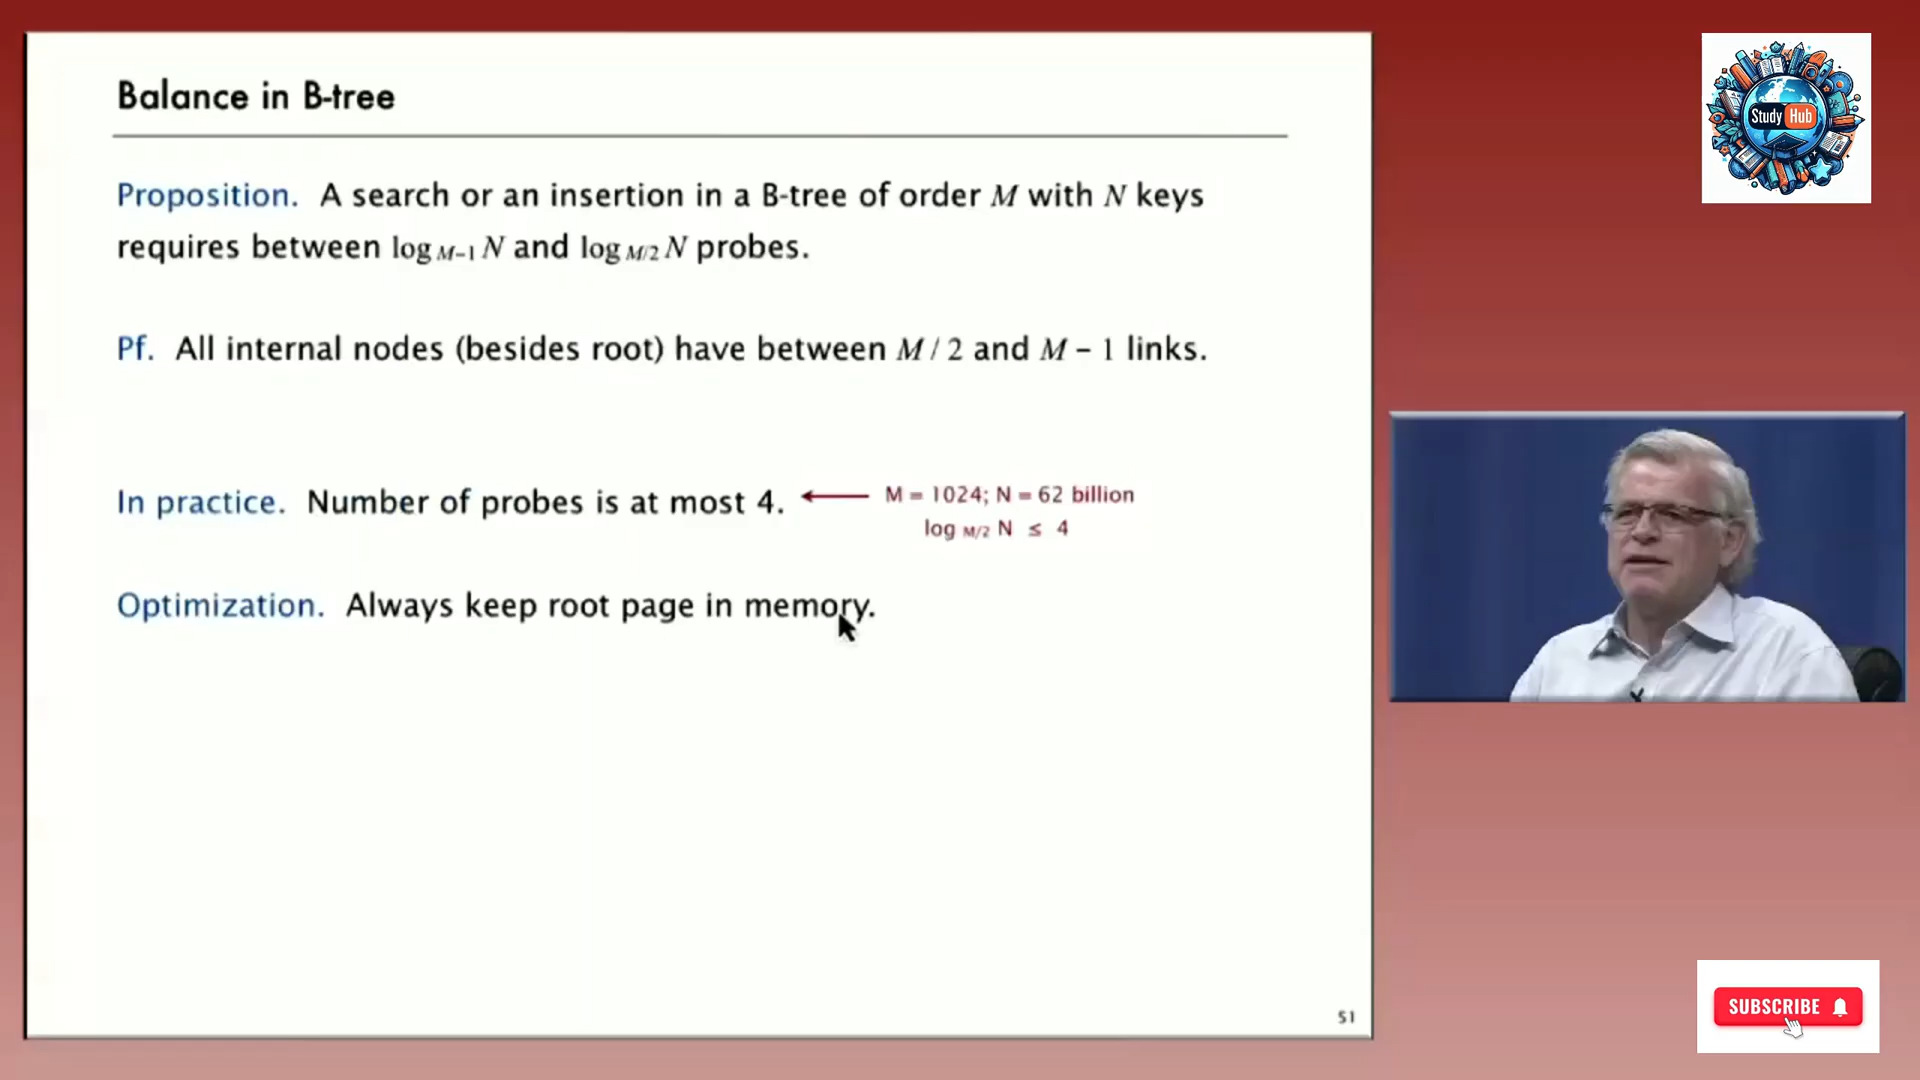 Balance in B-tree
Proposition. A search or an insertion in a B-tree of order M with N keys
requires between log M-1 N and log M/2 N probes.
Pf. All internal nodes (besides root) have between M / 2 and M – 1 links.
In practice. Number of probes is at most 4.
M = 1024; N = 62 billion
log M/2 N ≤ 4
Optimization. Always keep root page in memory.
51
Study Hub
SUBSCRIBE